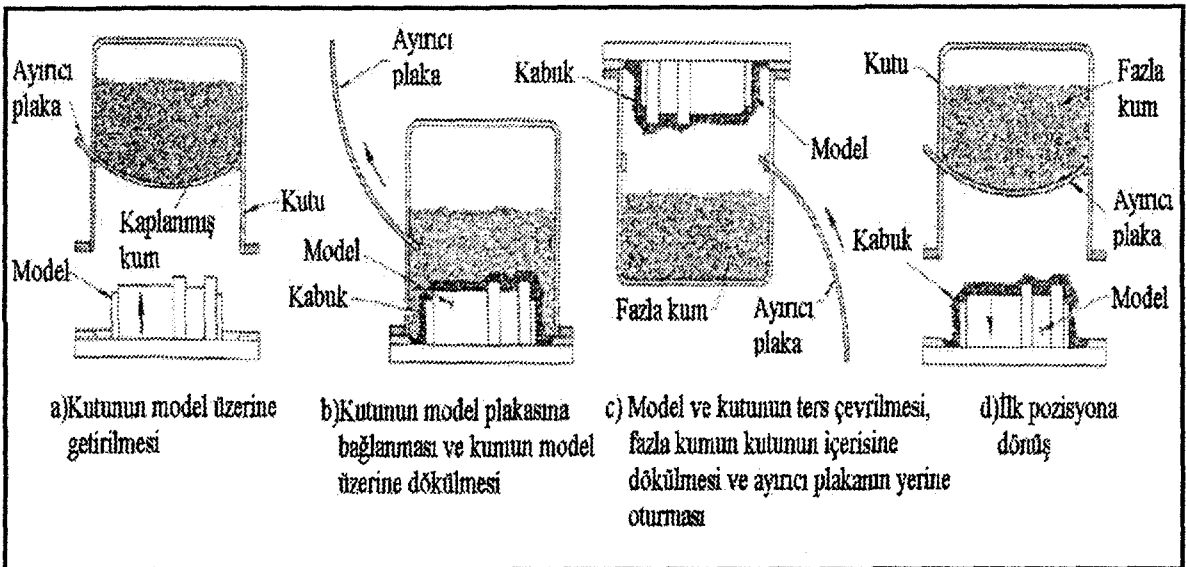 Ayırıcı
plaka
Kaplanmış
kum
Kutu
Model
a)Kutunun model üzerine
getirilmesi
Ayırıcı
plaka
Model
Kabuk
b)Kutunun model plakasına
bağlanması ve kumun model
üzerine dökülmesi
Kabuk
Model
Fazla kum
Ayırıcı
plaka
c) Model ve kutunun ters çevrilmesi,
fazla kumun kutunun içerisine
dökülmesi ve ayırıcı plakanın yerine
oturması
Kutu
Fazla
kum
Ayırıcı
plaka
Kabuk
Model
d)İlk pozisyona
dönüş